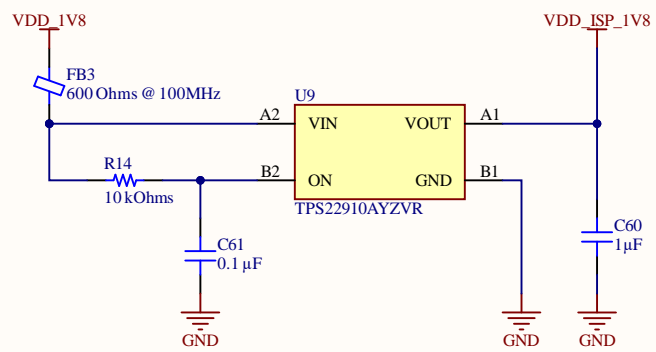 VDD_1V8
VDD_ISP_1V8
FB3
600 Ohms @ 100MHz
U9
A2
VIN
VOUT
A1
R14
10 kOhms
B2
ON
GND
B1
TPS22910AYZVR
C61
0.1 µF
C60
1µF
GND
GND
GND